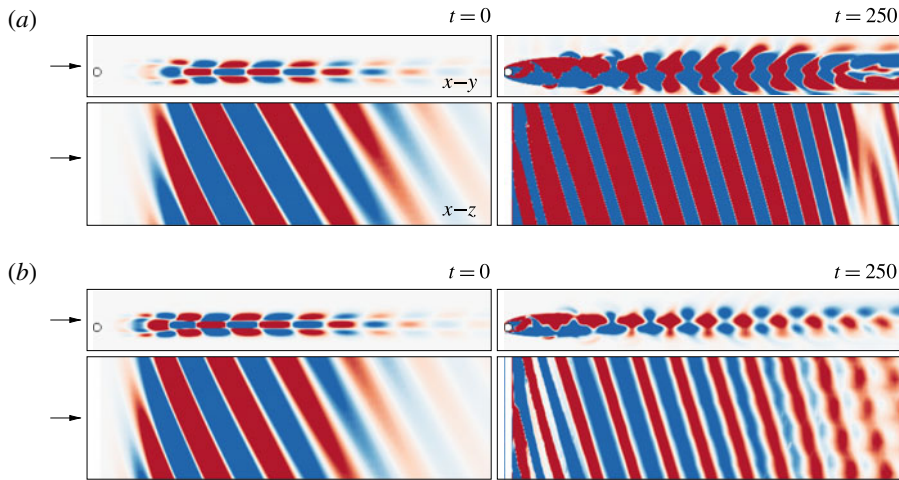 (a)
t = 0
t = 250
x–y
x–z
(b)
t = 0
t = 250